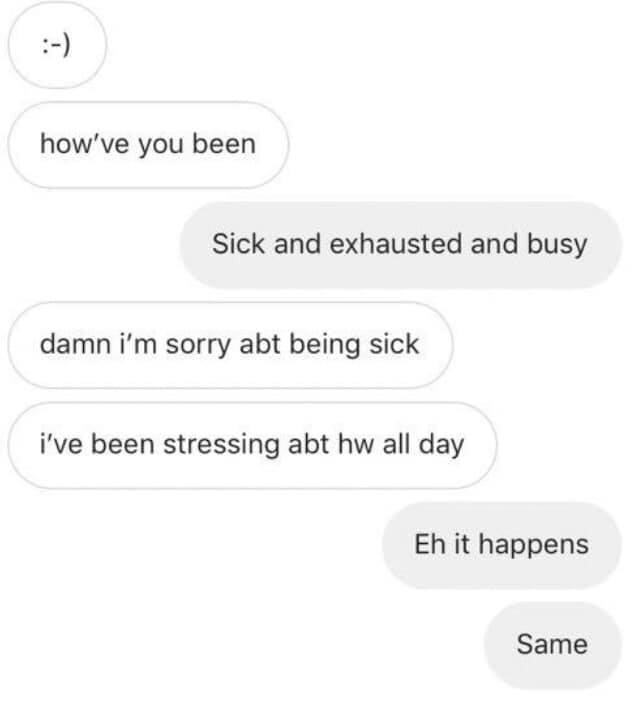 :-)
how've you been
Sick and exhausted and busy
damn i'm sorry abt being sick
i've been stressing abt hw all day
Eh it happens
Same